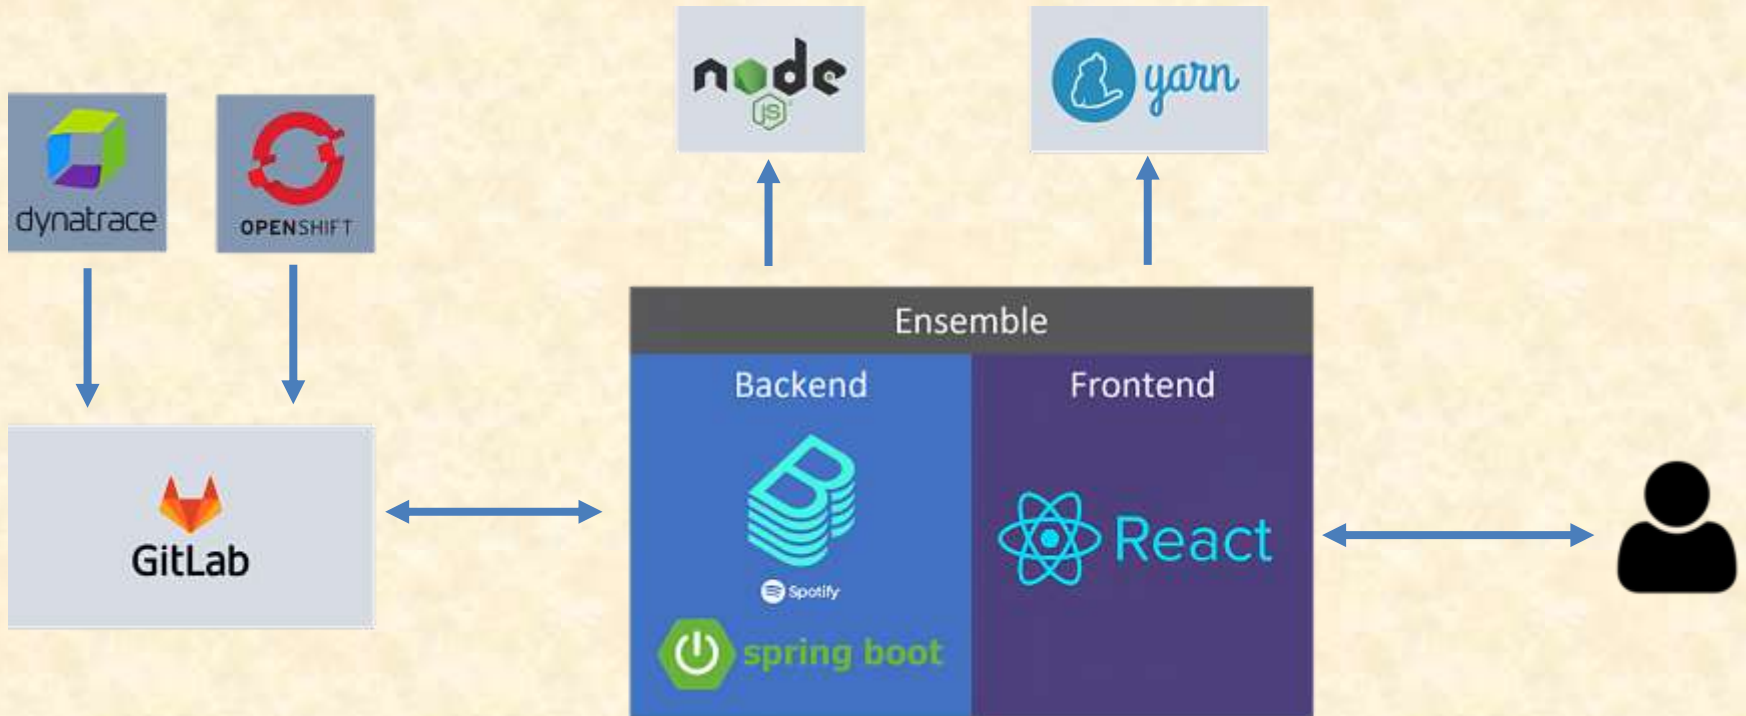 node
JS
yarn
dynatrace
OPENSHIFT
Ensemble
Backend
Frontend
GitLab
Spotify
React
spring boot